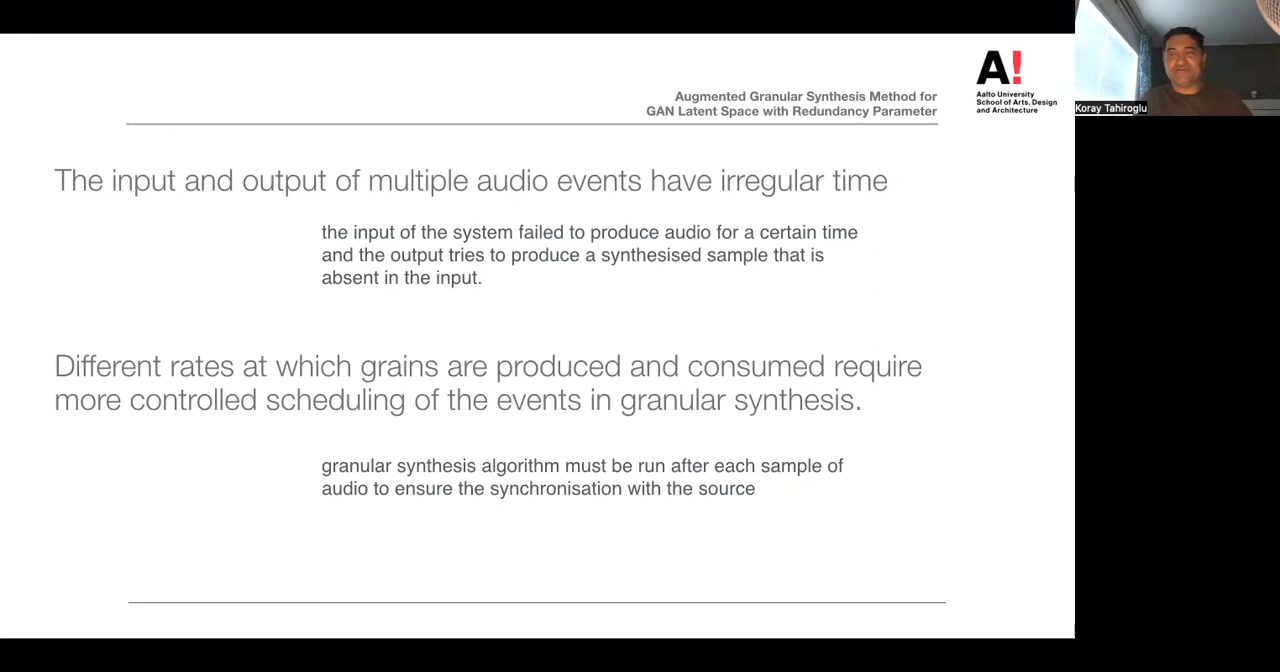 Augmented Granular Synthesis Method for
GAN Latent Space with Redundancy Parameter
A!
Aalto University
School of Arts, Design
and Architecture
Koray Tahiroglu
The input and output of multiple audio events have irregular time
the input of the system failed to produce audio for a certain time
and the output tries to produce a synthesised sample that is
absent in the input.
Different rates at which grains are produced and consumed require
more controlled scheduling of the events in granular synthesis.
granular synthesis algorithm must be run after each sample of
audio to ensure the synchronisation with the source